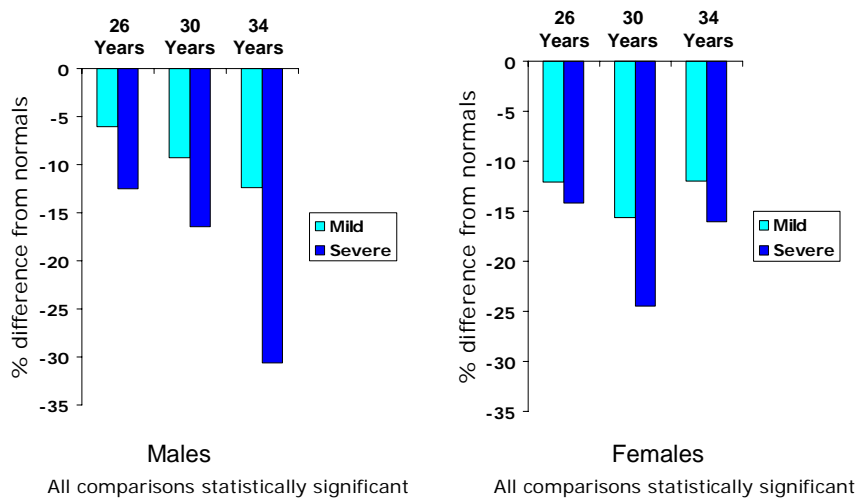 26
Years
30
Years
34
Years
0
-5
-10
-15
-20
-25
-30
-35
% difference from normals
Mild
Severe
Males
All comparisons statistically significant
26
Years
30
Years
34
Years
0
-5
-10
-15
-20
-25
-30
-35
% difference from normals
Mild
Severe
Females
All comparisons statistically significant